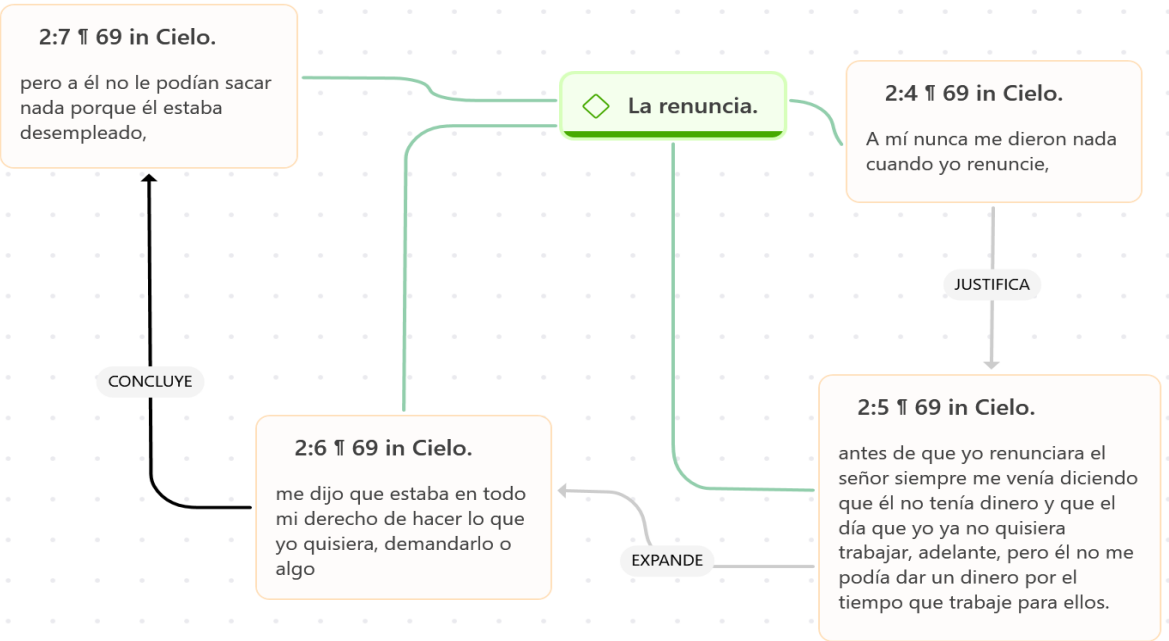 2:7 ¶ 69 in Cielo.
pero a él no le podían sacar
nada porque él estaba
desempleado,
La renuncia.
2:4 ¶ 69 in Cielo.
A mí nunca me dieron nada
cuando yo renuncie,
JUSTIFICA
CONCLUYE
2:6 ¶ 69 in Cielo.
me dijo que estaba en todo
mi derecho de hacer lo que
yo quisiera, demandarlo o
algo
EXPANDE
2:5 ¶ 69 in Cielo.
antes de que yo renunciara el
señor siempre me venía diciendo
que él no tenía dinero y que el
día que yo ya no quisiera
trabajar, adelante, pero él no me
podía dar un dinero por el
tiempo que trabaje para ellos.